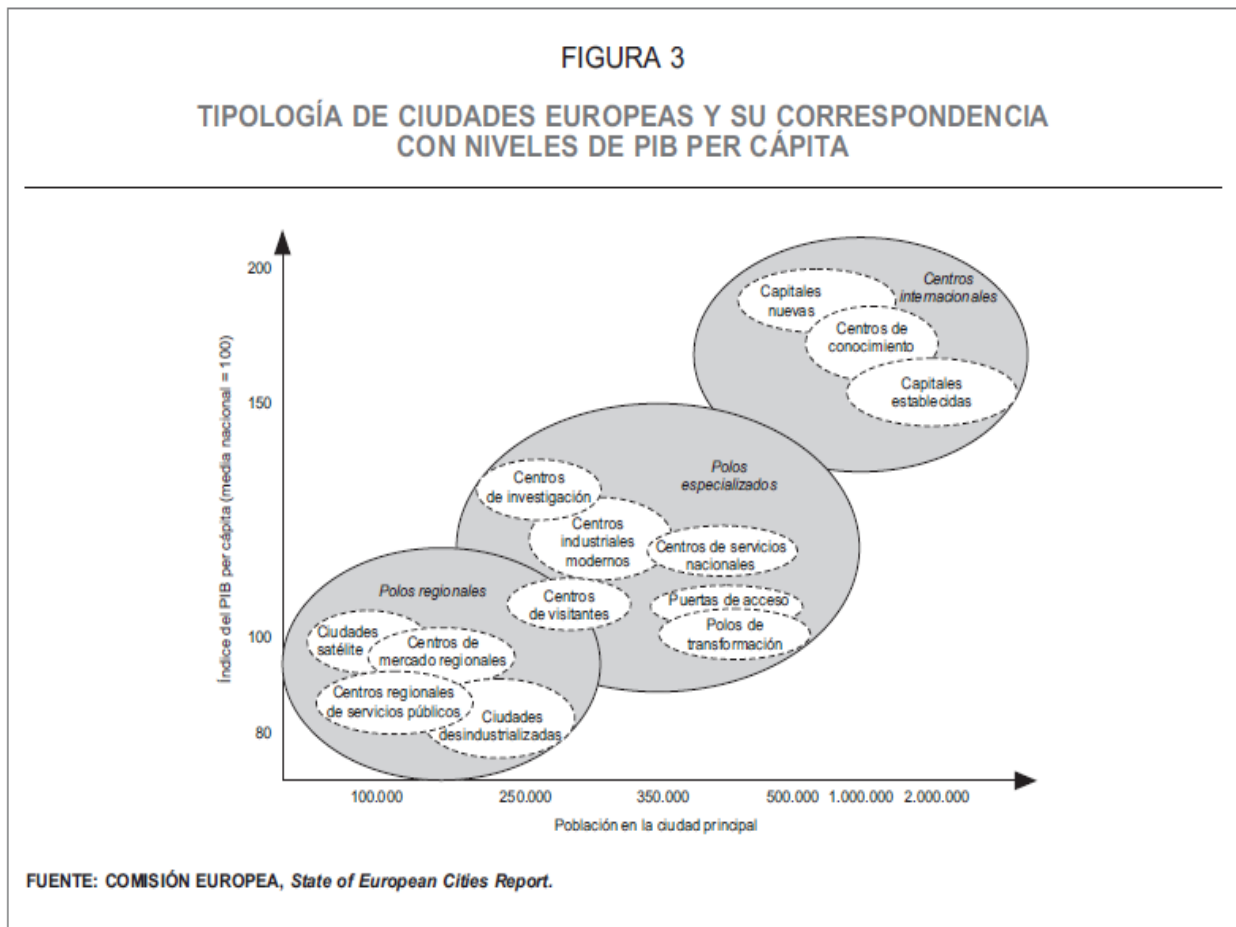 FIGURA 3
TIPOLOGÍA DE CIUDADES EUROPEAS Y SU CORRESPONDENCIA
CON NIVELES DE PIB PER CÁPITA
Índice del PIB per cápita (media nacional = 100)
200
150
100
80
Centros
internacionales
Capitales
nuevas
Centros de
conocimiento
Capitales
establecidas
Polos
especializados
Centros
de investigación
Centros
industriales
modernos
Centros de servicios
nacionales
Centros
de visitantes
Puertas de acceso
Polos de
transformación
Polos regionales
Ciudades
satélite
Centros de
mercado regionales
Centros regionales
de servicios públicos
Ciudades
desindustrializadas
100.000 250.000 350.000 500.000 1.000.000 2.000.000
Población en la ciudad principal
FUENTE: COMISIÓN EUROPEA, State of European Cities Report.